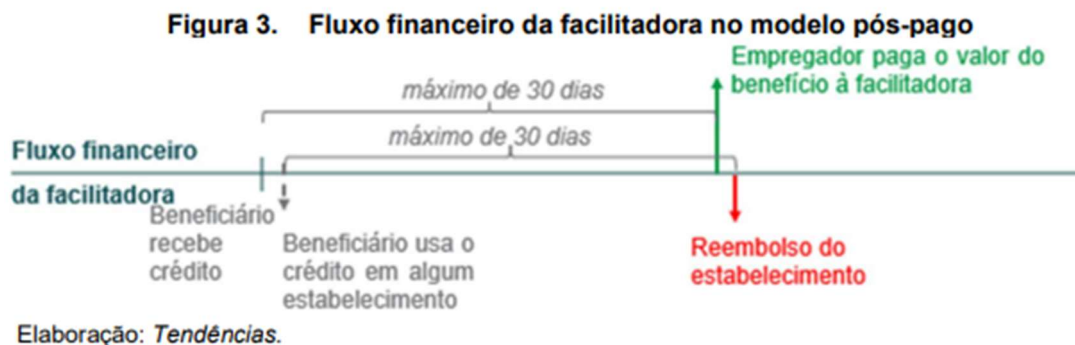 Figura 3. Fluxo financeiro da facilitadora no modelo pós-pago
Empregador paga o valor do
benefício à facilitadora
máximo de 30 dias
máximo de 30 dias
Fluxo financeiro
da facilitadora
Beneficiário
recebe
crédito
Beneficiário usa o
crédito em algum
estabelecimento
Reembolso do
estabelecimento
Elaboração: Tendências.